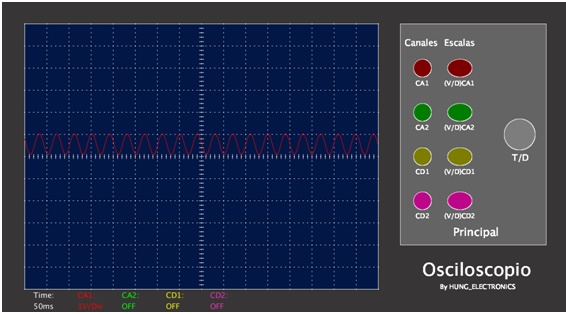 Canales Escalas
CA1 (V/D)CA1
CA2 (V/D)CA2
T/D
CD1 (V/D)CD1
CD2 (V/D)CD2
Principal
Osciloscopio
By HUNG_ELECTRONICS
Time: CA1: CA2: CD1: CD2:
50ms OFF OFF OFF